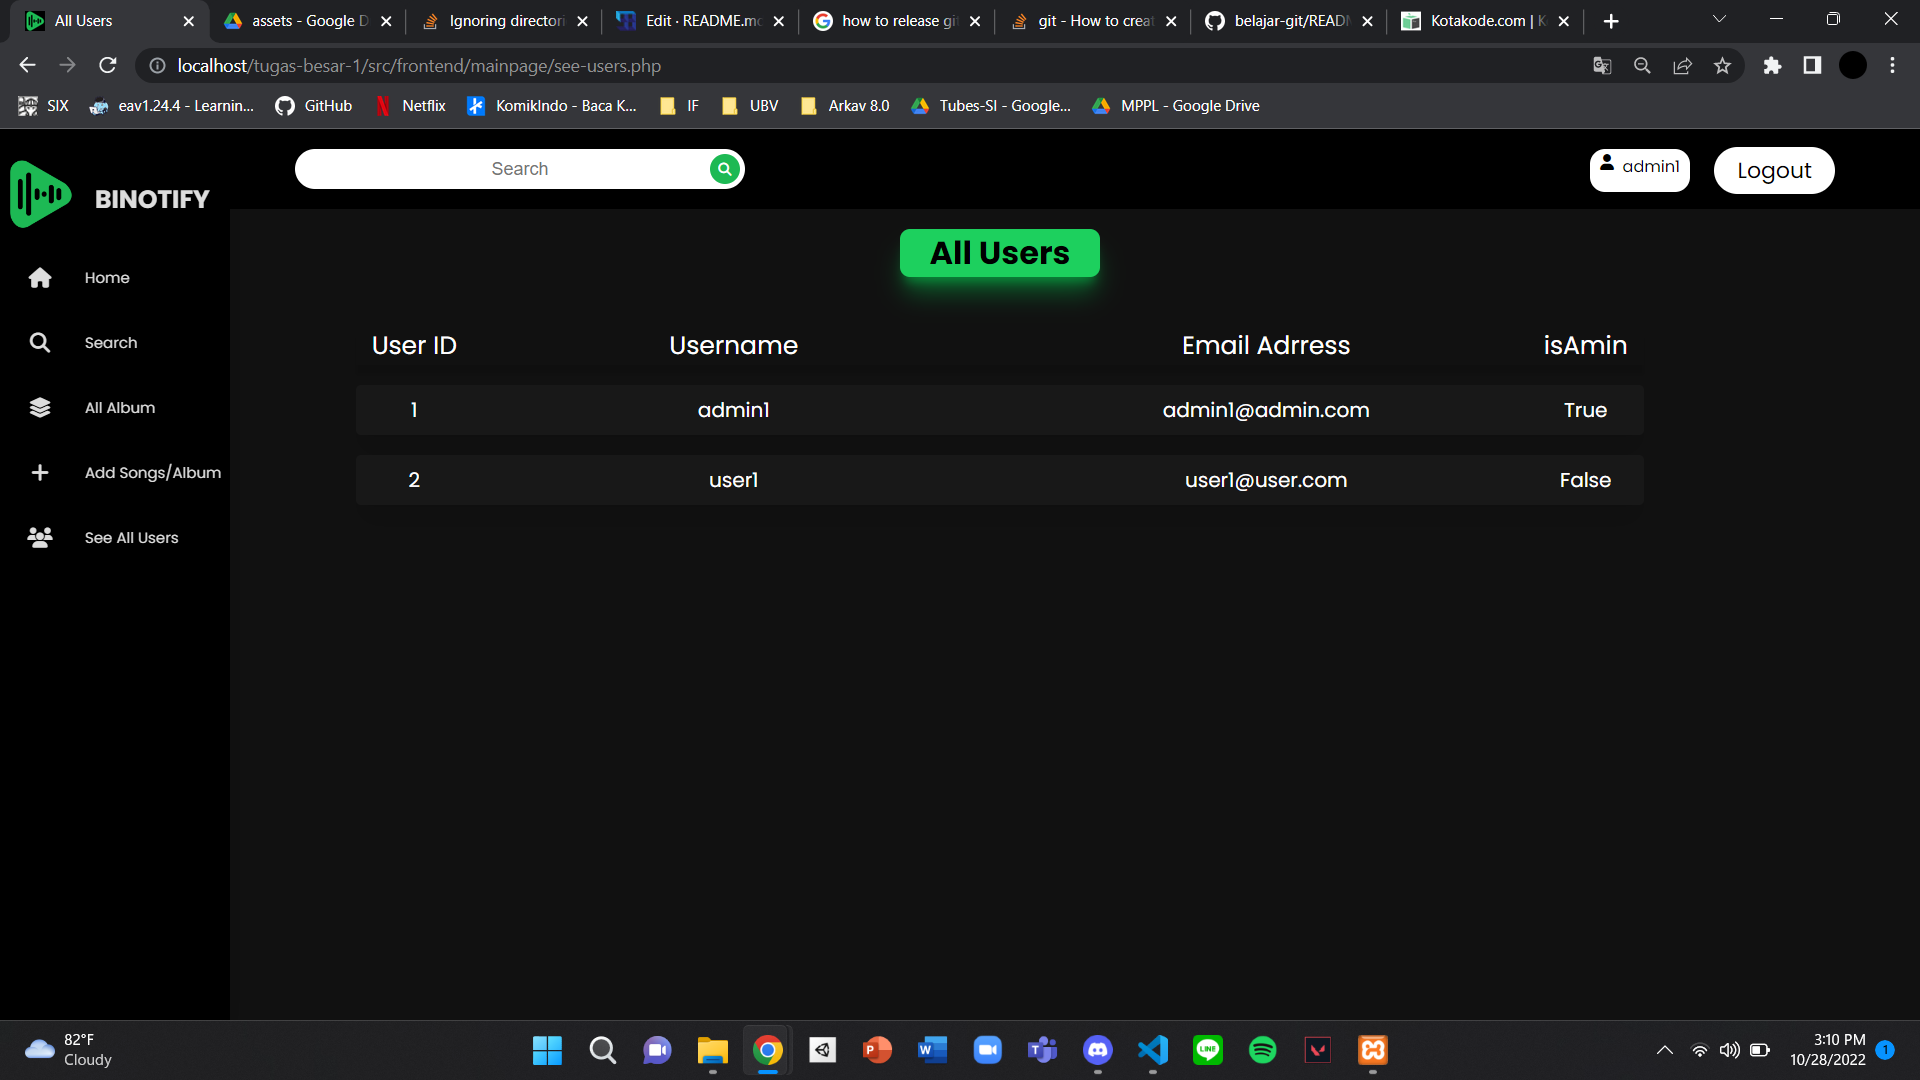 All Users
assets - Google D
Ignoring directori
Edit · README.mc
how to release git
git - How to creat
belajar-git/READM
Kotakode.com | K
localhost/tugas-besar-1/src/frontend/mainpage/see-users.php
SIX
eav1.24.4 - Learnin...
GitHub
Netflix
KomikIndo - Baca K...
IF
UBV
Arkav 8.0
Tubes-SI - Google...
MPPL - Google Drive
BINOTIFY
Search
admin1
Logout
Home
Search
All Album
Add Songs/Album
See All Users
All Users
User ID Username Email Adrress isAmin
1 admin1 admin1@admin.com True
2 user1 user1@user.com False
82°F
Cloudy
3:10 PM
10/28/2022
1